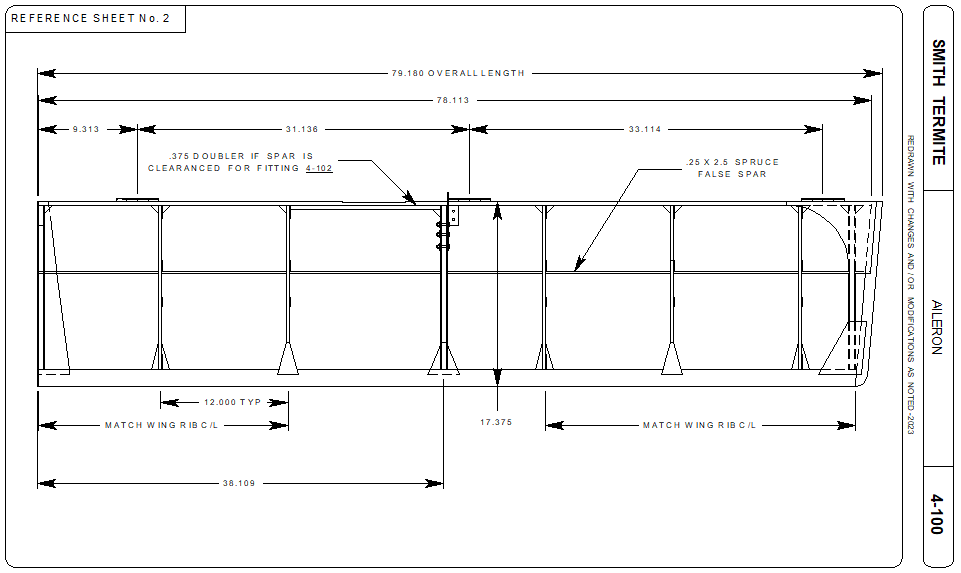 REFERENCE SHEET No. 2
79.180 OVERALL LENGTH
78.113
9.313
31.136
33.114
.375 DOUBLER IF SPAR IS
CLEARANCED FOR FITTING 4-102
.25 X 2.5 SPRUCE
FALSE SPAR
12.000 TYP
17.375
MATCH WING RIB C/L
MATCH WING RIB C/L
38.109
REDRAWN WITH CHANGES AND/OR MODIFICATIONS AS NOTED-2023
SMITH TERMITE
AILERON
4-100